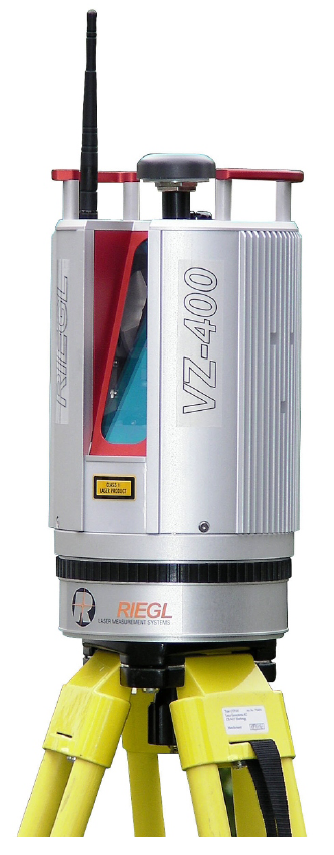 RIEGL
VZ-400
CLASS 1
LASER PRODUCT
RIEGL
LASER MEASUREMENT SYSTEMS